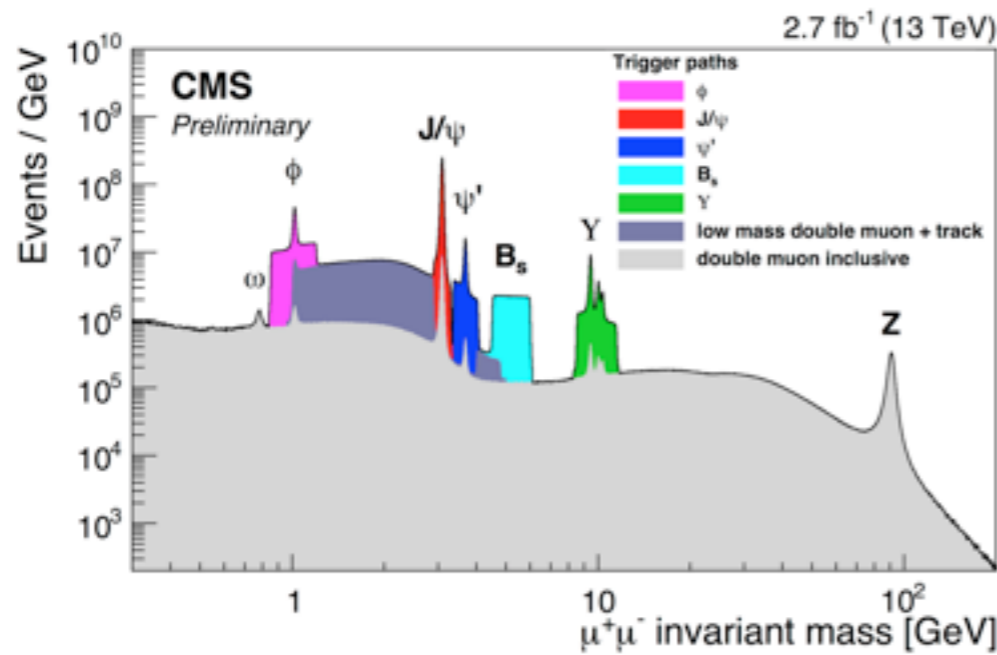 2.7 fb⁻¹ (13 TeV)
Events / GeV
10¹⁰
10⁹
10⁸
10⁷
10⁶
10⁵
10⁴
10³
CMS
Preliminary
Trigger paths
ϕ
J/ψ
ψ'
Bₛ
Υ
low mass double muon + track
double muon inclusive
ω
ϕ
J/ψ
ψ'
Bₛ
Υ
Z
1
10
10²
μ⁺μ⁻ invariant mass [GeV]